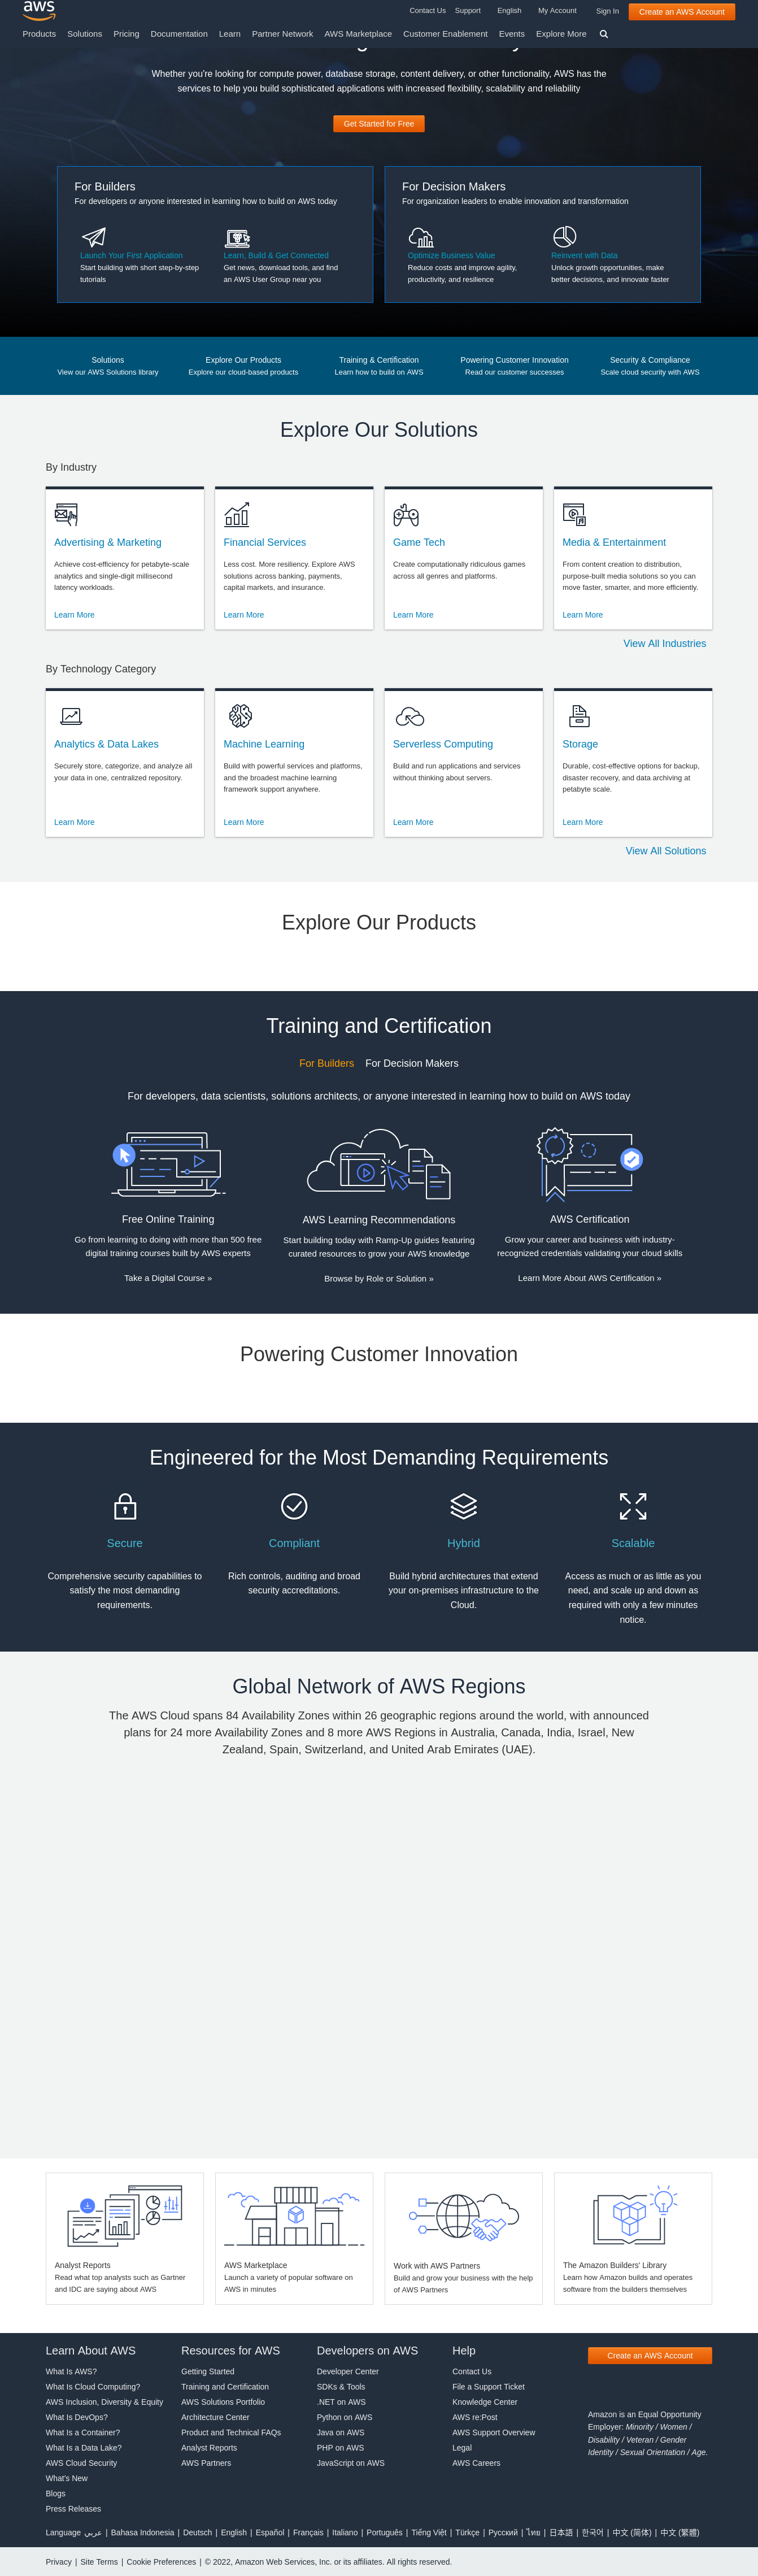 aws
Contact Us Support English My Account Sign In Create an AWS Account
Products Solutions Pricing Documentation Learn Partner Network AWS Marketplace Customer Enablement Events Explore More
Whether you're looking for compute power, database storage, content delivery, or other functionality, AWS has the
services to help you build sophisticated applications with increased flexibility, scalability and reliability
Get Started for Free
For Builders
For developers or anyone interested in learning how to build on AWS today
Launch Your First Application
Start building with short step-by-step
tutorials
Learn, Build & Get Connected
Get news, download tools, and find
an AWS User Group near you
For Decision Makers
For organization leaders to enable innovation and transformation
Optimize Business Value
Reduce costs and improve agility,
productivity, and resilience
Reinvent with Data
Unlock growth opportunities, make
better decisions, and innovate faster
Solutions
View our AWS Solutions library
Explore Our Products
Explore our cloud-based products
Training & Certification
Learn how to build on AWS
Powering Customer Innovation
Read our customer successes
Security & Compliance
Scale cloud security with AWS
Explore Our Solutions
By Industry
Advertising & Marketing
Achieve cost-efficiency for petabyte-scale
analytics and single-digit millisecond
latency workloads.
Learn More
Financial Services
Less cost. More resiliency. Explore AWS
solutions across banking, payments,
capital markets, and insurance.
Learn More
Game Tech
Create computationally ridiculous games
across all genres and platforms.
Learn More
Media & Entertainment
From content creation to distribution,
purpose-built media solutions so you can
move faster, smarter, and more efficiently.
Learn More
View All Industries
By Technology Category
Analytics & Data Lakes
Securely store, categorize, and analyze all
your data in one, centralized repository.
Learn More
Machine Learning
Build with powerful services and platforms,
and the broadest machine learning
framework support anywhere.
Learn More
Serverless Computing
Build and run applications and services
without thinking about servers.
Learn More
Storage
Durable, cost-effective options for backup,
disaster recovery, and data archiving at
petabyte scale.
Learn More
View All Solutions
Explore Our Products
Training and Certification
For Builders For Decision Makers
For developers, data scientists, solutions architects, or anyone interested in learning how to build on AWS today
Free Online Training
Go from learning to doing with more than 500 free
digital training courses built by AWS experts
Take a Digital Course »
AWS Learning Recommendations
Start building today with Ramp-Up guides featuring
curated resources to grow your AWS knowledge
Browse by Role or Solution »
AWS Certification
Grow your career and business with industry-
recognized credentials validating your cloud skills
Learn More About AWS Certification »
Powering Customer Innovation
Engineered for the Most Demanding Requirements
Secure
Comprehensive security capabilities to
satisfy the most demanding
requirements.
Compliant
Rich controls, auditing and broad
security accreditations.
Hybrid
Build hybrid architectures that extend
your on-premises infrastructure to the
Cloud.
Scalable
Access as much or as little as you
need, and scale up and down as
required with only a few minutes
notice.
Global Network of AWS Regions
The AWS Cloud spans 84 Availability Zones within 26 geographic regions around the world, with announced
plans for 24 more Availability Zones and 8 more AWS Regions in Australia, Canada, India, Israel, New
Zealand, Spain, Switzerland, and United Arab Emirates (UAE).
Analyst Reports
Read what top analysts such as Gartner
and IDC are saying about AWS
AWS Marketplace
Launch a variety of popular software on
AWS in minutes
Work with AWS Partners
Build and grow your business with the help
of AWS Partners
The Amazon Builders' Library
Learn how Amazon builds and operates
software from the builders themselves
Learn About AWS
What Is AWS?
What Is Cloud Computing?
AWS Inclusion, Diversity & Equity
What Is DevOps?
What Is a Container?
What Is a Data Lake?
AWS Cloud Security
What's New
Blogs
Press Releases
Resources for AWS
Getting Started
Training and Certification
AWS Solutions Portfolio
Architecture Center
Product and Technical FAQs
Analyst Reports
AWS Partners
Developers on AWS
Developer Center
SDKs & Tools
.NET on AWS
Python on AWS
Java on AWS
PHP on AWS
JavaScript on AWS
Help
Contact Us
File a Support Ticket
Knowledge Center
AWS re:Post
AWS Support Overview
Legal
AWS Careers
Create an AWS Account
Amazon is an Equal Opportunity
Employer: Minority / Women /
Disability / Veteran / Gender
Identity / Sexual Orientation / Age.
Language عربي | Bahasa Indonesia | Deutsch | English | Español | Français | Italiano | Português | Tiếng Việt | Türkçe | Ρусский | ไทย | 日本語 | 한국어 | 中文 (简体) | 中文 (繁體)
Privacy | Site Terms | Cookie Preferences | © 2022, Amazon Web Services, Inc. or its affiliates. All rights reserved.